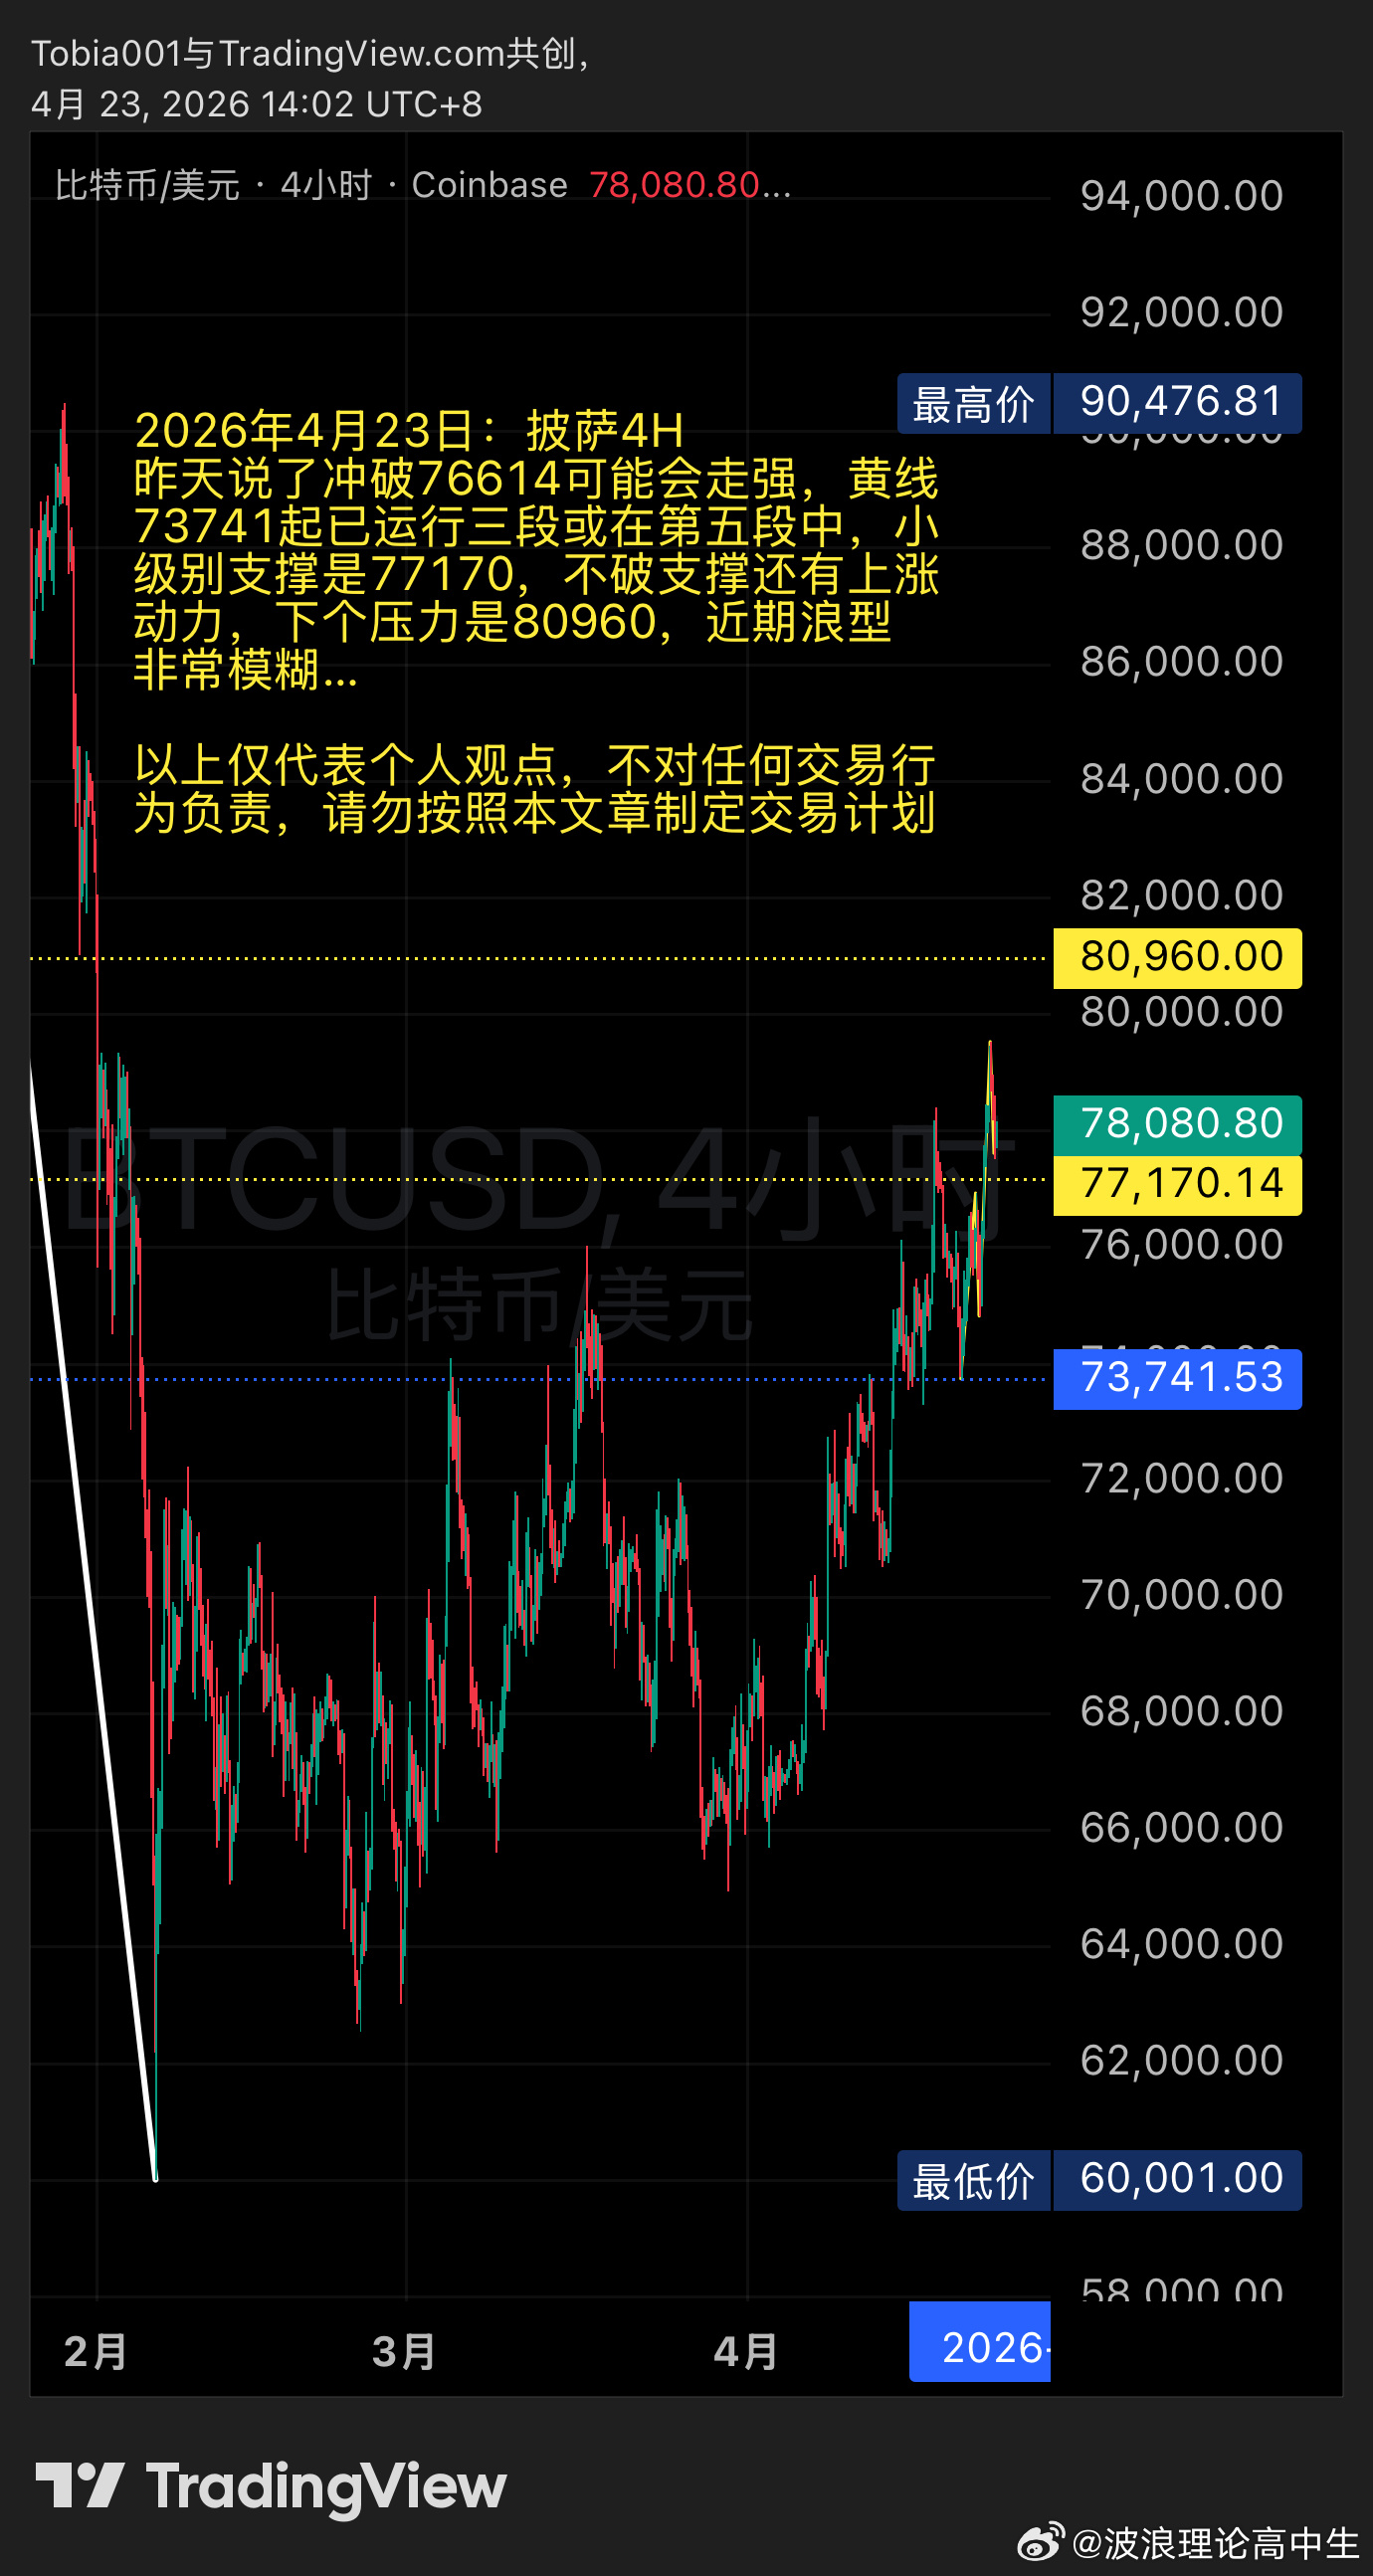 Tobia001与TradingView.com共创,
4月 23, 2026 14:02 UTC+8
比特币/美元 · 4小时 · Coinbase 78,080.80...
94,000.00
92,000.00
最高价 90,476.81
2026年4月23日：披萨4H
昨天说了冲破76614可能会走强，黄线
73741起已运行三段或在第五段中，小
级别支撑是77170，不破支撑还有上涨
动力，下个压力是80960，近期浪型
非常模糊...
以上仅代表个人观点，不对任何交易行
为负责，请勿按照本文章制定交易计划
88,000.00
86,000.00
84,000.00
82,000.00
80,960.00
80,000.00
78,080.80
77,170.14
BTCUSD, 4小时
比特币/美元
76,000.00
73,741.53
72,000.00
70,000.00
68,000.00
66,000.00
64,000.00
62,000.00
最低价 60,001.00
58,000.00
2月 3月 4月 2026-
TradingView
@波浪理论高中生